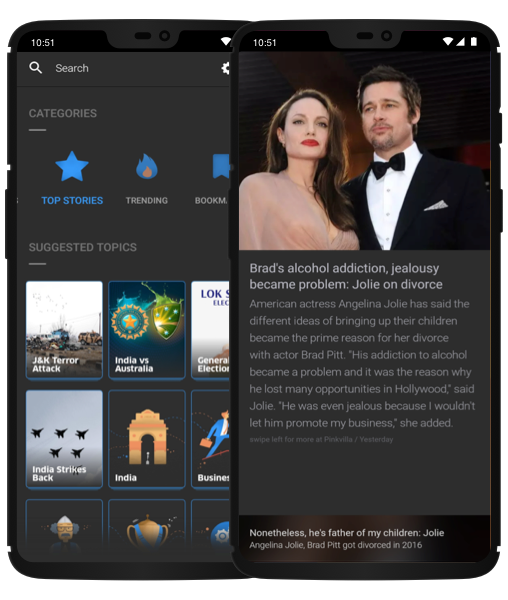 10:51
Search
CATEGORIES
TOP STORIES
TRENDING
SUGGESTED TOPICS
J&K Terror
Attack
India vs
Australia
LOK
General
India Strikes
Back
India
10:51
Brad's alcohol addiction, jealousy
became problem: Jolie on divorce
American actress Angelina Jolie has said the
different ideas of bringing up their children
became the prime reason for her divorce
with actor Brad Pitt. "His addiction to alcohol
became a problem and it was the reason why
he lost many opportunities in Hollywood," said
Jolie. "He was even jealous because I wouldn't
let him promote my business," she added.
swipe left for more at Pinkvilla / Yesterday
Nonetheless, he's father of my children: Jolie
Angelina Jolie, Brad Pitt got divorced in 2016